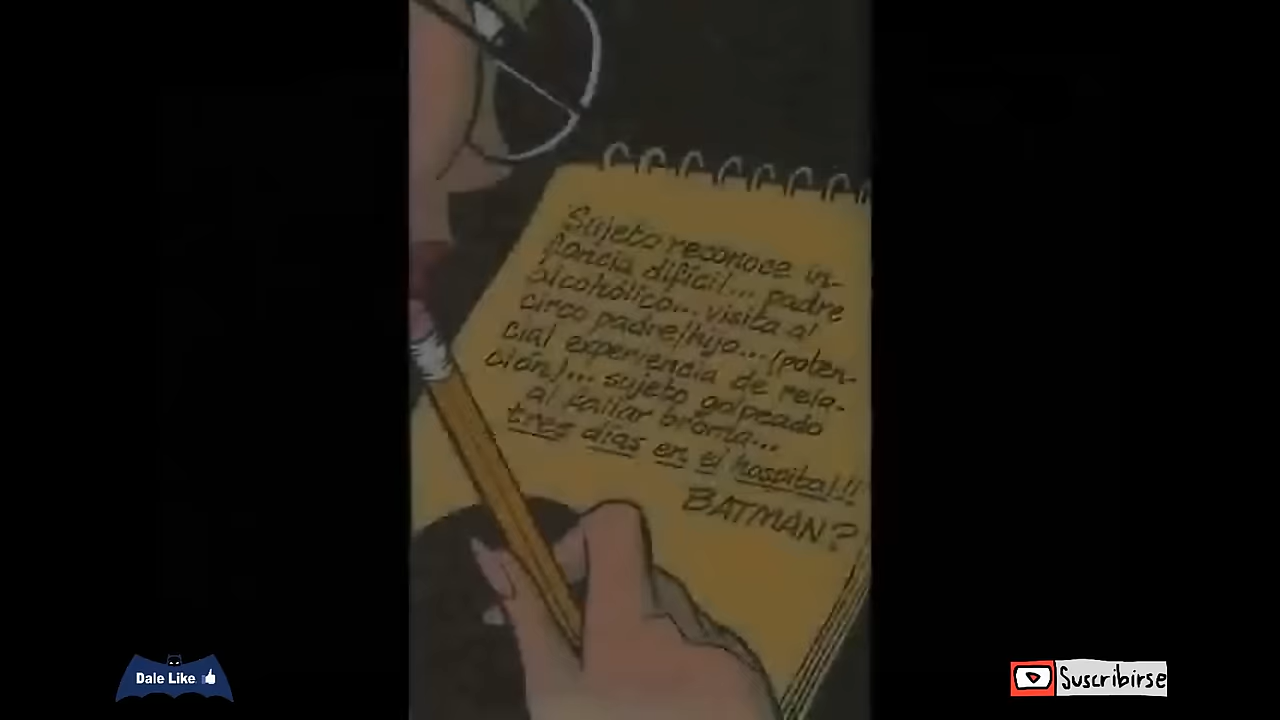 Sujeto reconoce in-
fancia difícil... padre
alcohólico... visita al
circo padre/hijo... (poten-
cial experiencia de rela-
ción)... sujeto golpeado
al fallar broma...
tres días en el hospital!!
BATMAN?
Dale Like
Suscribirse